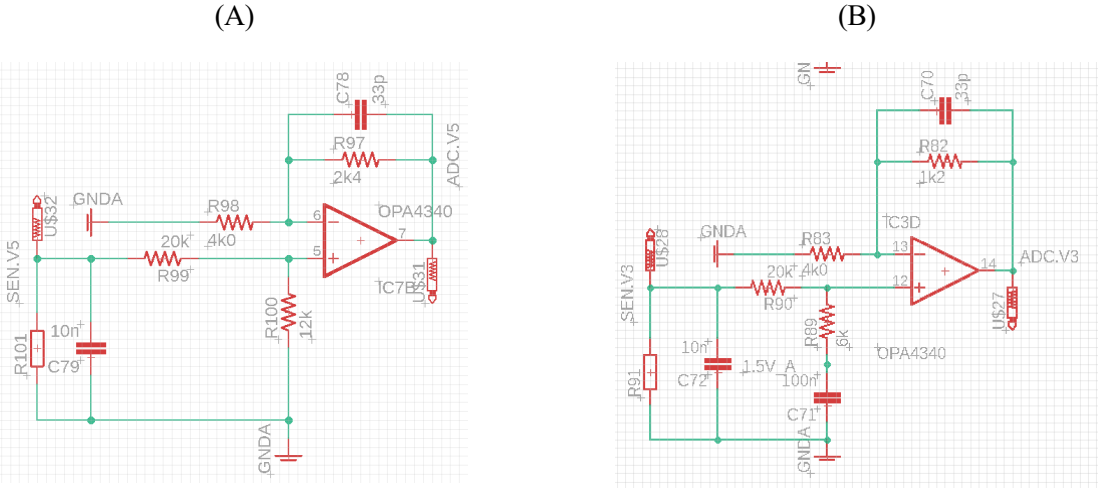 (A)
(B)
C78
33p
R97
2k4
ADC.V5
GNDA
U$32
R98
4k0
OPA4340
6
7
5
20k
R99
SEN.V5
IC7B
U$31
R100
12k
R101
10n
C79
GNDA
GN
C70
33p
R82
1k2
IC3D
GNDA
U$28
R83
4k0
13
14
12
ADC.V3
20k
R90
SEN.V3
U$27
R89
6k
OPA4340
10n
C72
1.5V_A
100n
R91
C71
GNDA